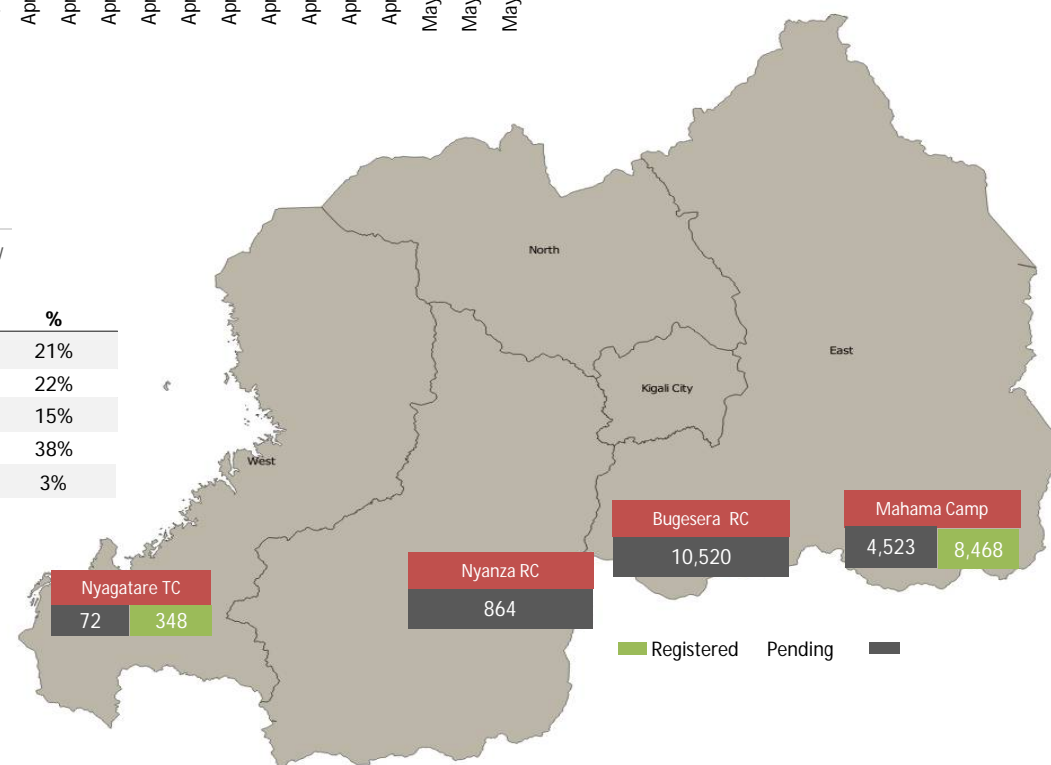 Apr
Apr
Apr
Apr
Apr
Apr
Apr
Apr
Apr
Apr
May
May
May
%
21%
22%
15%
38%
3%
North
East
Kigali City
West
Bugesera RC
10,520
Mahama Camp
4,523 8,468
Nyanza RC
864
Nyagatare TC
72 348
Registered Pending